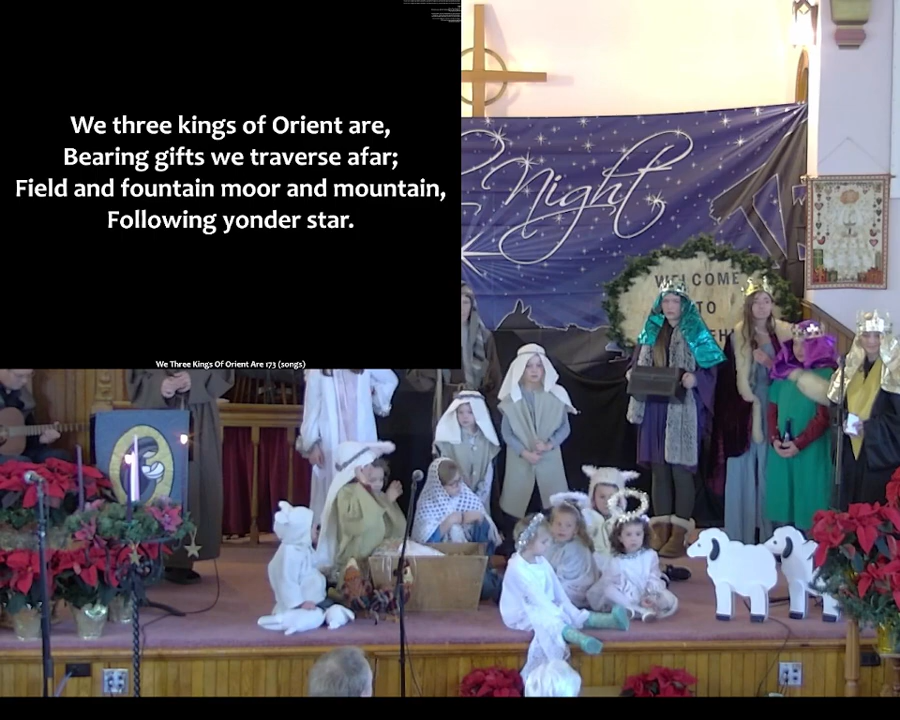 We three kings of Orient are,
Bearing gifts we traverse afar;
Field and fountain moor and mountain,
Following yonder star.
We Three Kings Of Orient Are 173 (songs)
Night
WELCOME
TO